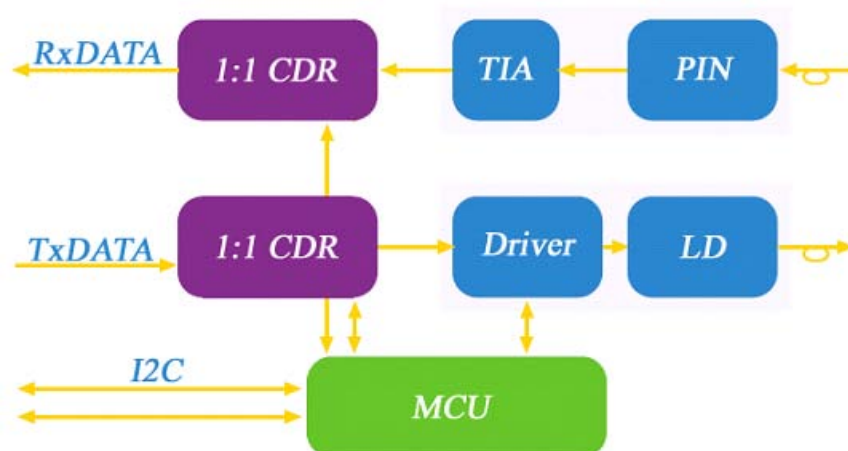 RxDATA
1:1 CDR
TIA
PIN
TxDATA
1:1 CDR
Driver
LD
I2C
MCU